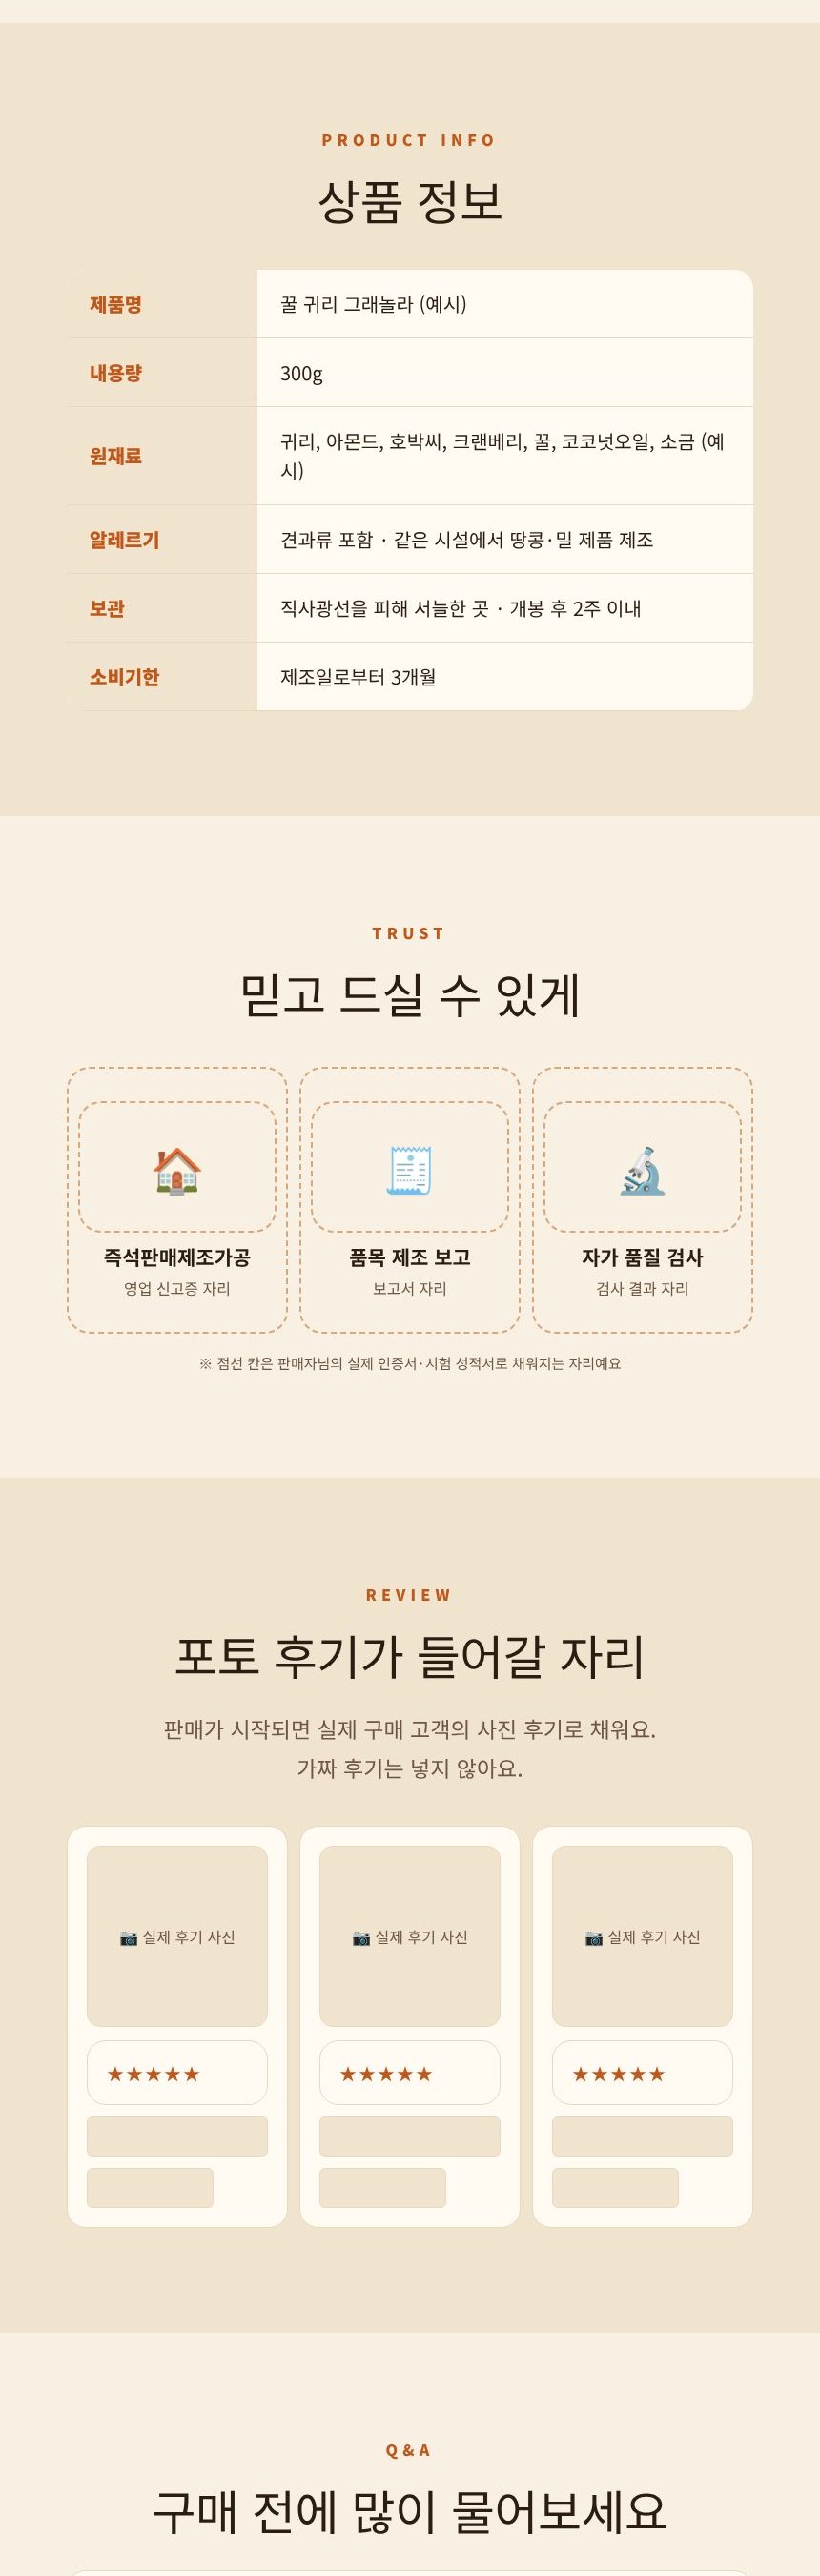 PRODUCT INFO
상품 정보
제품명
꿀 귀리 그래놀라 (예시)
내용량
300g
원재료
귀리, 아몬드, 호박씨, 크랜베리, 꿀, 코코넛오일, 소금 (예
시)
알레르기
견과류 포함 · 같은 시설에서 땅콩·밀 제품 제조
보관
직사광선을 피해 서늘한 곳 · 개봉 후 2주 이내
소비기한
제조일로부터 3개월
TRUST
믿고 드실 수 있게
즉석판매제조가공
영업 신고증 자리
품목 제조 보고
보고서 자리
자가 품질 검사
검사 결과 자리
※ 점선 칸은 판매자님의 실제 인증서·시험 성적서로 채워지는 자리예요
REVIEW
포토 후기가 들어갈 자리
판매가 시작되면 실제 구매 고객의 사진 후기로 채워요.
가짜 후기는 넣지 않아요.
📷 실제 후기 사진
📷 실제 후기 사진
📷 실제 후기 사진
★★★★★
★★★★★
★★★★★
Q&A
구매 전에 많이 물어보세요